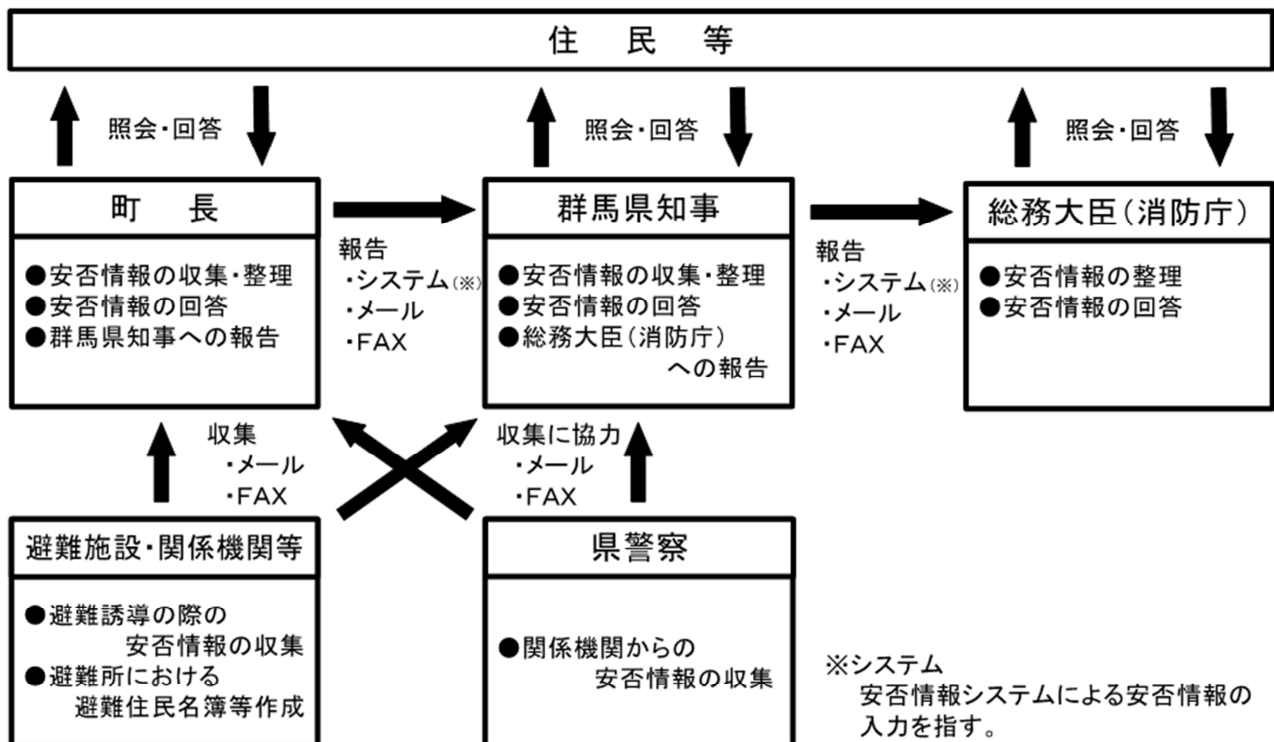 住　民　等
照会・回答
照会・回答
照会・回答
町　長
●安否情報の収集・整理
●安否情報の回答
●群馬県知事への報告
報告
・システム(※)
・メール
・FAX
群馬県知事
●安否情報の収集・整理
●安否情報の回答
●総務大臣(消防庁)
への報告
報告
・システム(※)
・メール
・FAX
総務大臣(消防庁)
●安否情報の整理
●安否情報の回答
収集
・メール
・FAX
収集に協力
・メール
・FAX
避難施設・関係機関等
●避難誘導の際の
安否情報の収集
●避難所における
避難住民名簿等作成
県警察
●関係機関からの
安否情報の収集
※システム
安否情報システムによる安否情報の
入力を指す。